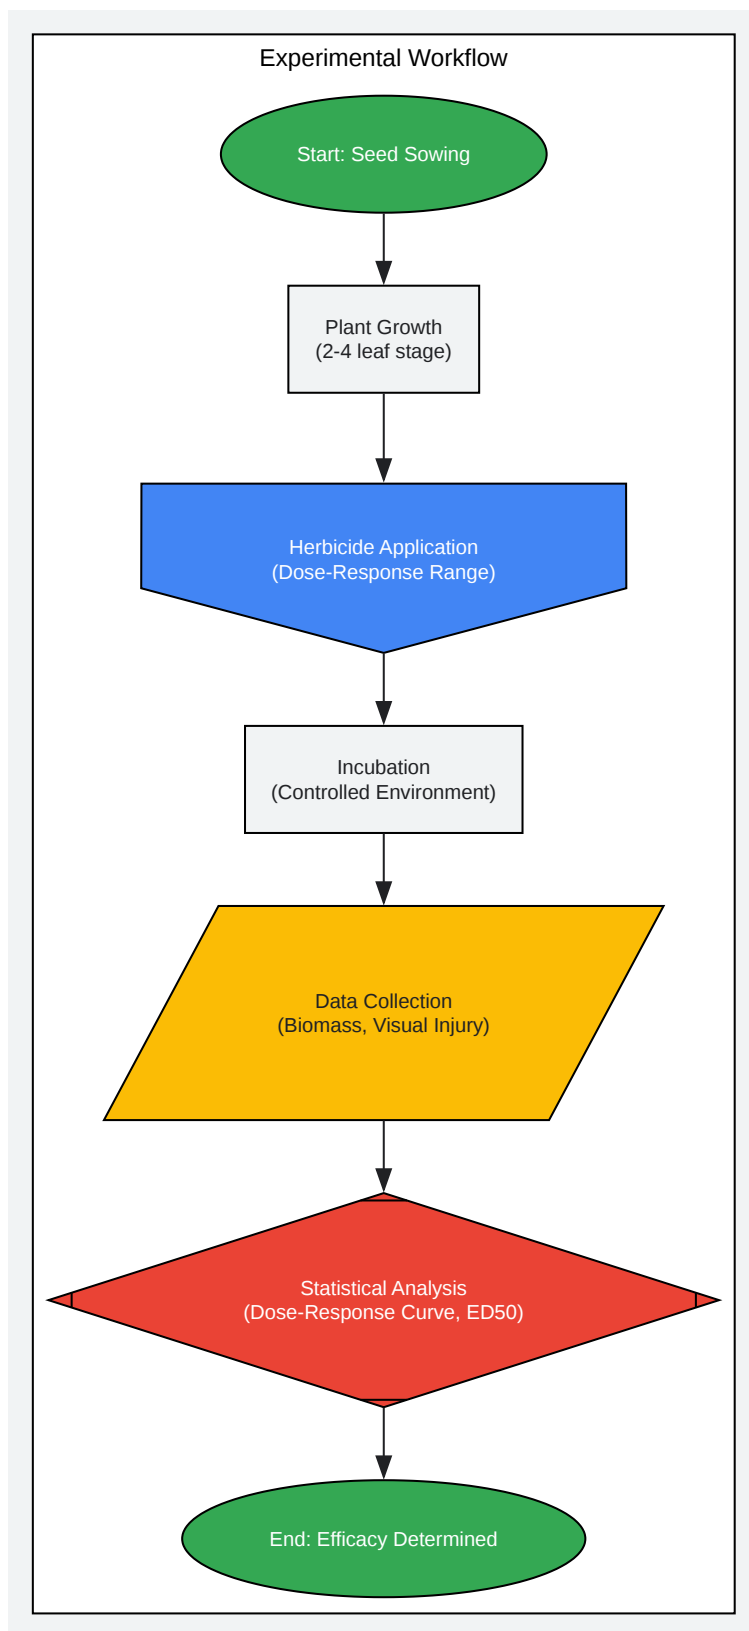 Experimental Workflow
Start: Seed Sowing
Plant Growth
(2-4 leaf stage)
Herbicide Application
(Dose-Response Range)
Incubation
(Controlled Environment)
Data Collection
(Biomass, Visual Injury)
Statistical Analysis
(Dose-Response Curve, ED50)
End: Efficacy Determined